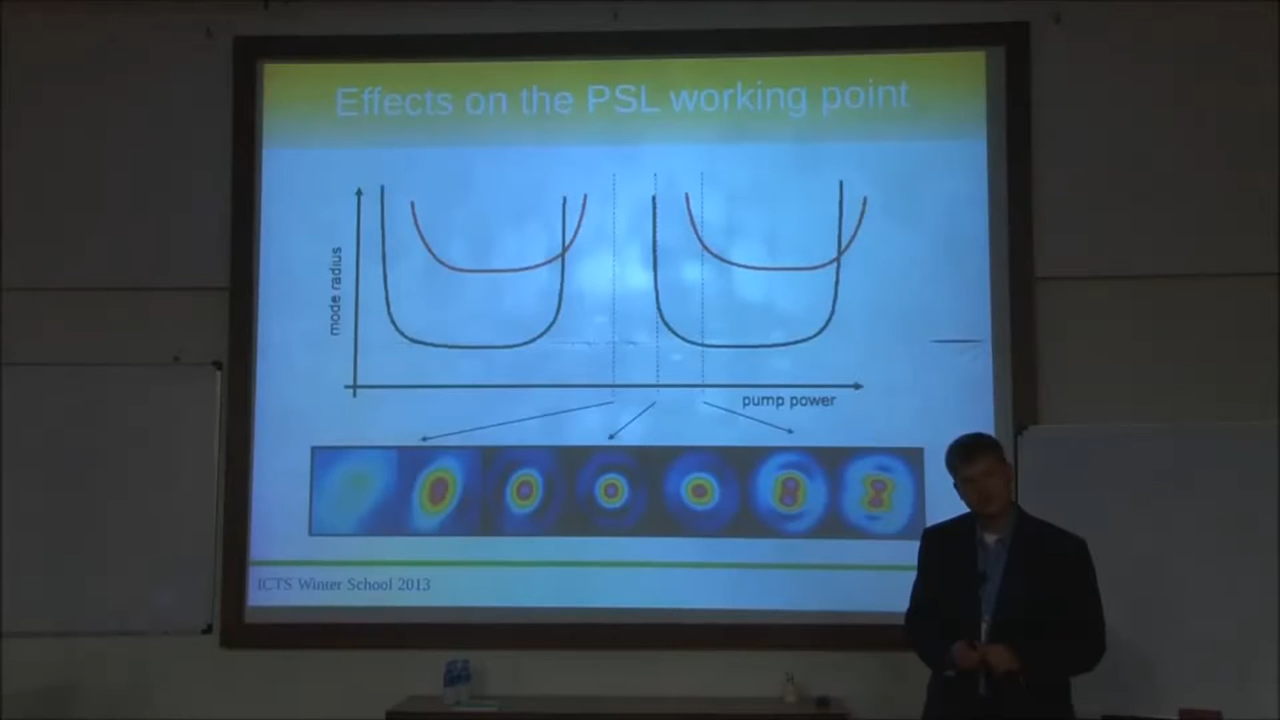 Effects on the PSL working point
mode radius
pump power
ICTS Winter School 2013